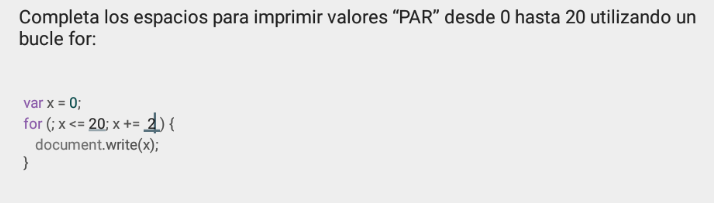 Completa los espacios para imprimir valores “PAR” desde 0 hasta 20 utilizando un
bucle for:
var x = 0;
for (; x <= 20; x += 2) {
document.write(x);
}